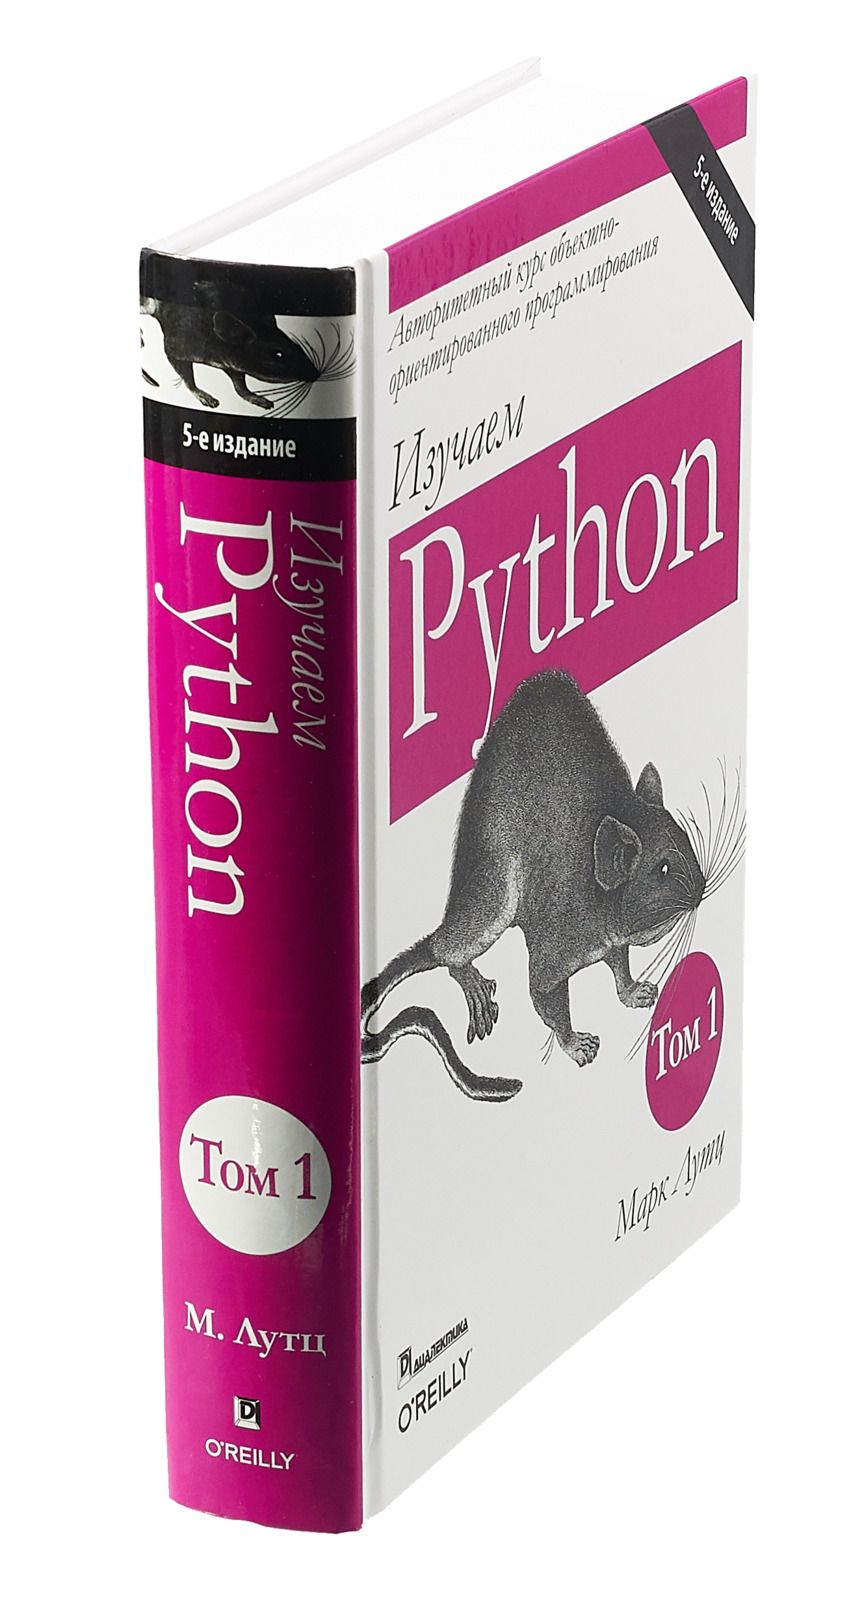 5-е издание
Изучаем
Python
Том 1
М. Лутц
D
O'REILLY
5-е издание
Авторитетный курс объектно-
ориентированного программирования
Изучаем
Python
Том 1
Марк Лутц
ДИАЛЕКТИКА
O'REILLY